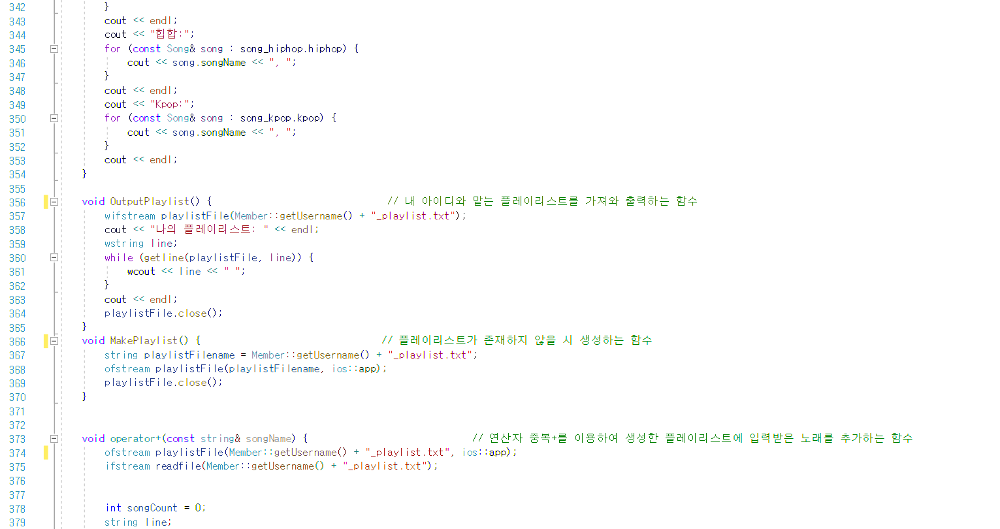 342 }
343 cout << endl;
344 cout << "힙합:";
345 for (const Song& song : song_hiphop.hiphop) {
346 cout << song.songName << ", ";
347 }
348 cout << endl;
349 cout << "Kpop:";
350 for (const Song& song : song_kpop.kpop) {
351 cout << song.songName << ", ";
352 }
353 cout << endl;
354 }
355
356 void OutputPlaylist() { // 내 아이디와 맡는 플레이리스트를 가져와 출력하는 함수
357 wifstream playlistFile(Member::getUsername() + "_playlist.txt");
358 cout << "나의 플레이리스트: " << endl;
359 wstring line;
360 while (getline(playlistFile, line)) {
361 wcout << line << " ";
362 }
363 cout << endl;
364 playlistFile.close();
365 }
366 void MakePlaylist() { // 플레이리스트가 존재하지 않을 시 생성하는 함수
367 string playlistFilename = Member::getUsername() + "_playlist.txt";
368 ofstream playlistFile(playlistFilename, ios::app);
369 playlistFile.close();
370 }
371
372
373 void operator+(const string& songName) { // 연산자 중복+를 이용하여 생성한 플레이리스트에 입력받은 노래를 추가하는 함수
374 ofstream playlistFile(Member::getUsername() + "_playlist.txt", ios::app);
375 ifstream readfile(Member::getUsername() + "_playlist.txt");
376
377
378 int songCount = 0;
379 string line;